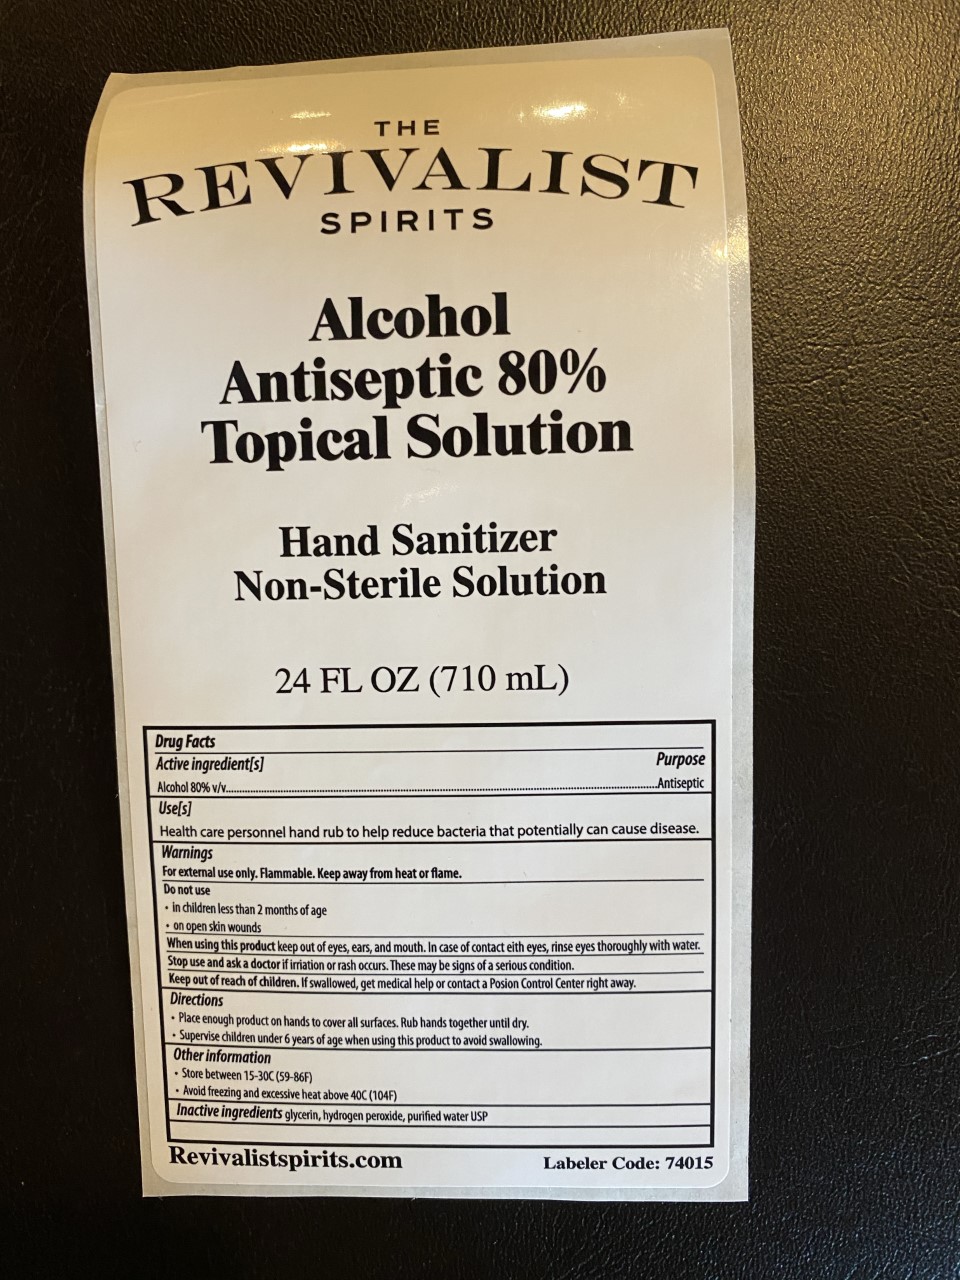 THE
REVIVALIST
SPIRITS
Alcohol
Antiseptic 80%
Topical Solution
Hand Sanitizer
Non-Sterile Solution
24 FL OZ (710 mL)
Drug Facts
Active ingredient[s] Purpose
Alcohol 80% v/v......Antiseptic
Use[s]
Health care personnel hand rub to help reduce bacteria that potentially can cause disease.
Warnings
For external use only. Flammable. Keep away from heat or flame.
Do not use
• in children less than 2 months of age
• on open skin wounds
When using this product keep out of eyes, ears, and mouth. In case of contact eith eyes, rinse eyes thoroughly with water.
Stop use and ask a doctor if irriation or rash occurs. These may be signs of a serious condition.
Keep out of reach of children. If swallowed, get medical help or contact a Posion Control Center right away.
Directions
• Place enough product on hands to cover all surfaces. Rub hands together until dry.
• Supervise children under 6 years of age when using this product to avoid swallowing.
Other information
• Store between 15-30C (59-86F)
• Avoid freezing and excessive heat above 40C (104F)
Inactive ingredients glycerin, hydrogen peroxide, purified water USP
Revivalistspirits.com Labeler Code: 74015